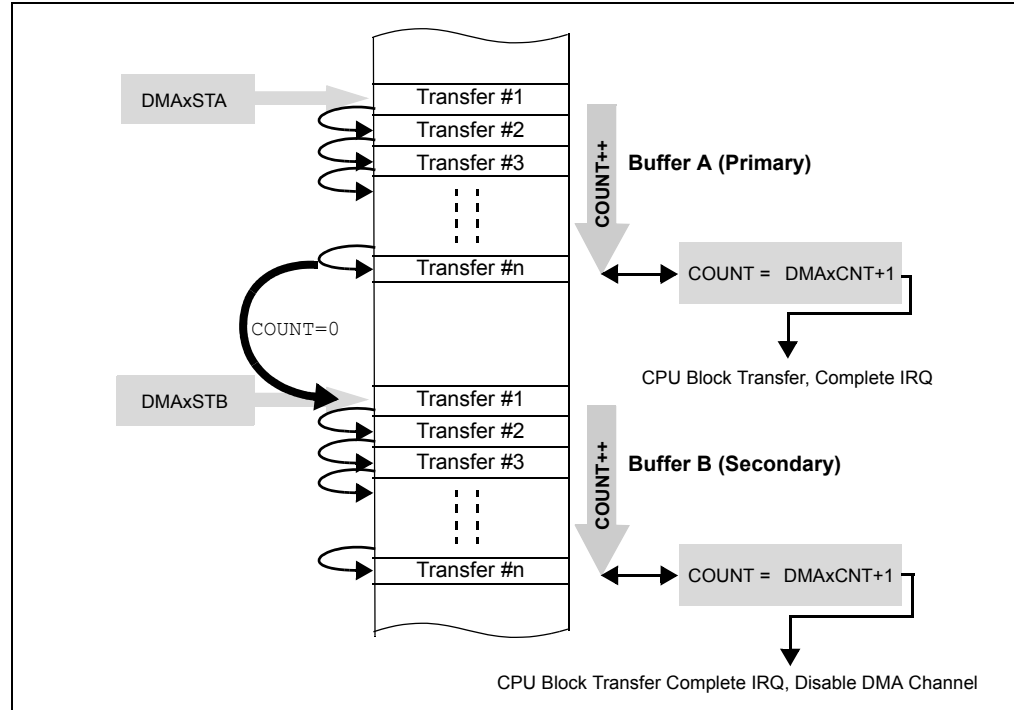 DMAxSTA
Transfer #1
Transfer #2
Transfer #3
Transfer #n
COUNT++
Buffer A (Primary)
COUNT = DMAxCNT+1
CPU Block Transfer, Complete IRQ
COUNT=0
DMAxSTB
Transfer #1
Transfer #2
Transfer #3
Transfer #n
COUNT++
Buffer B (Secondary)
COUNT = DMAxCNT+1
CPU Block Transfer Complete IRQ, Disable DMA Channel